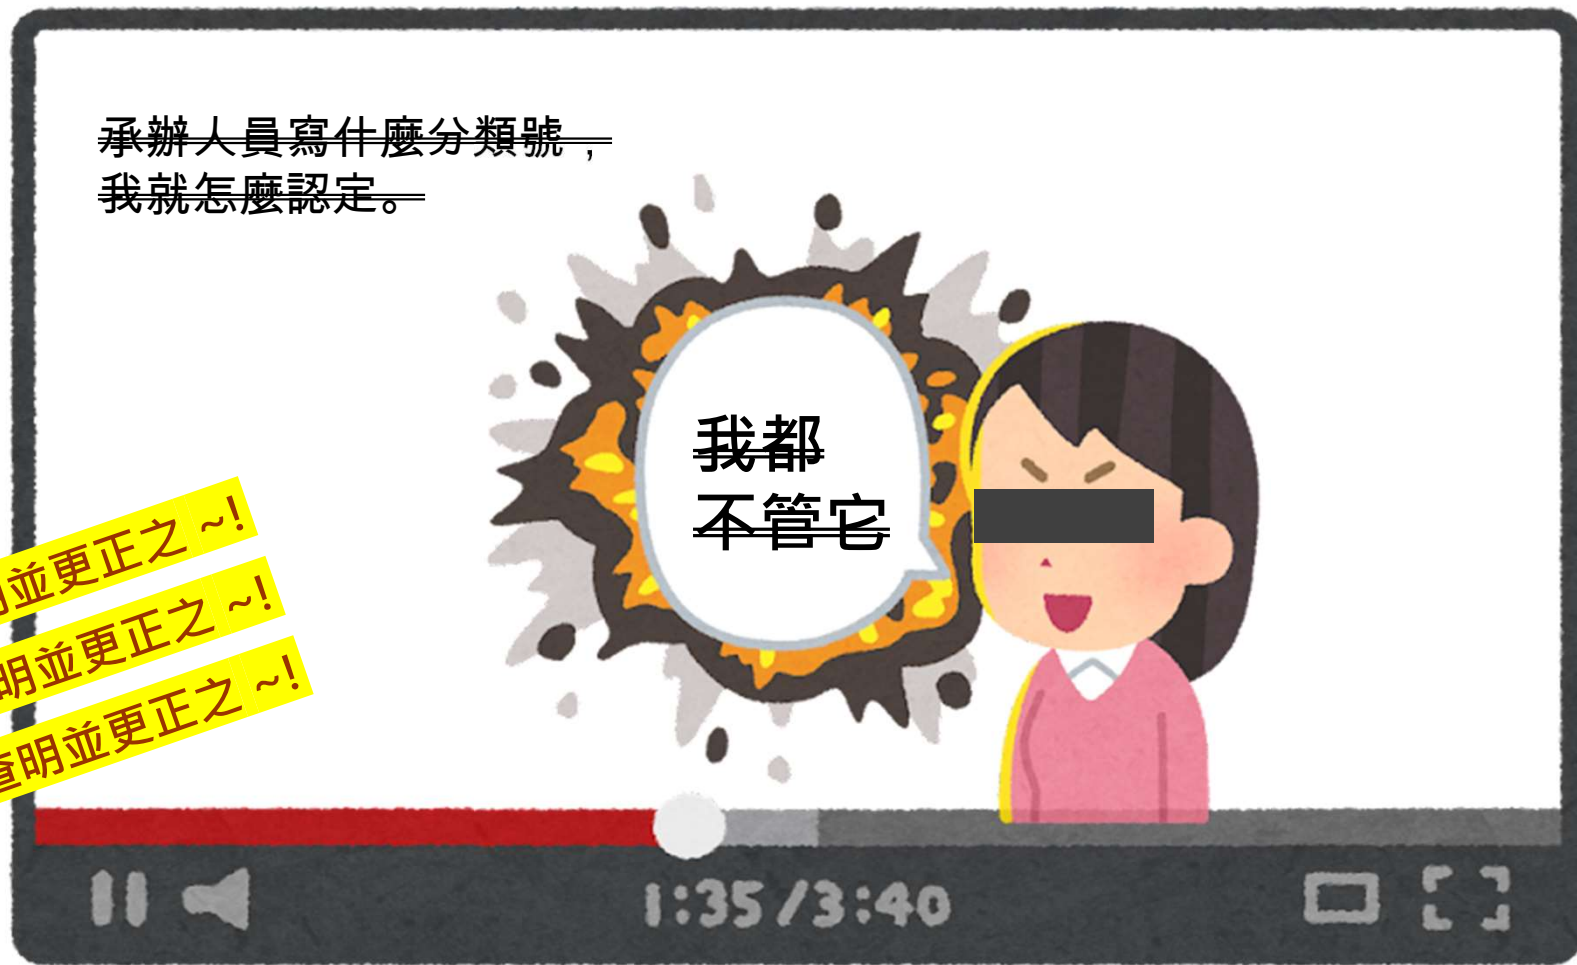 承辦人員寫什麼分類號，
我就怎麼認定。
我都
不管它
明並更正之 ~!
明並更正之 ~!
查明並更正之 ~!
1:35/3:40